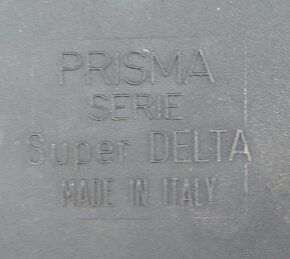 PRISMA
SERIE
Super DELTA
MADE IN ITALY